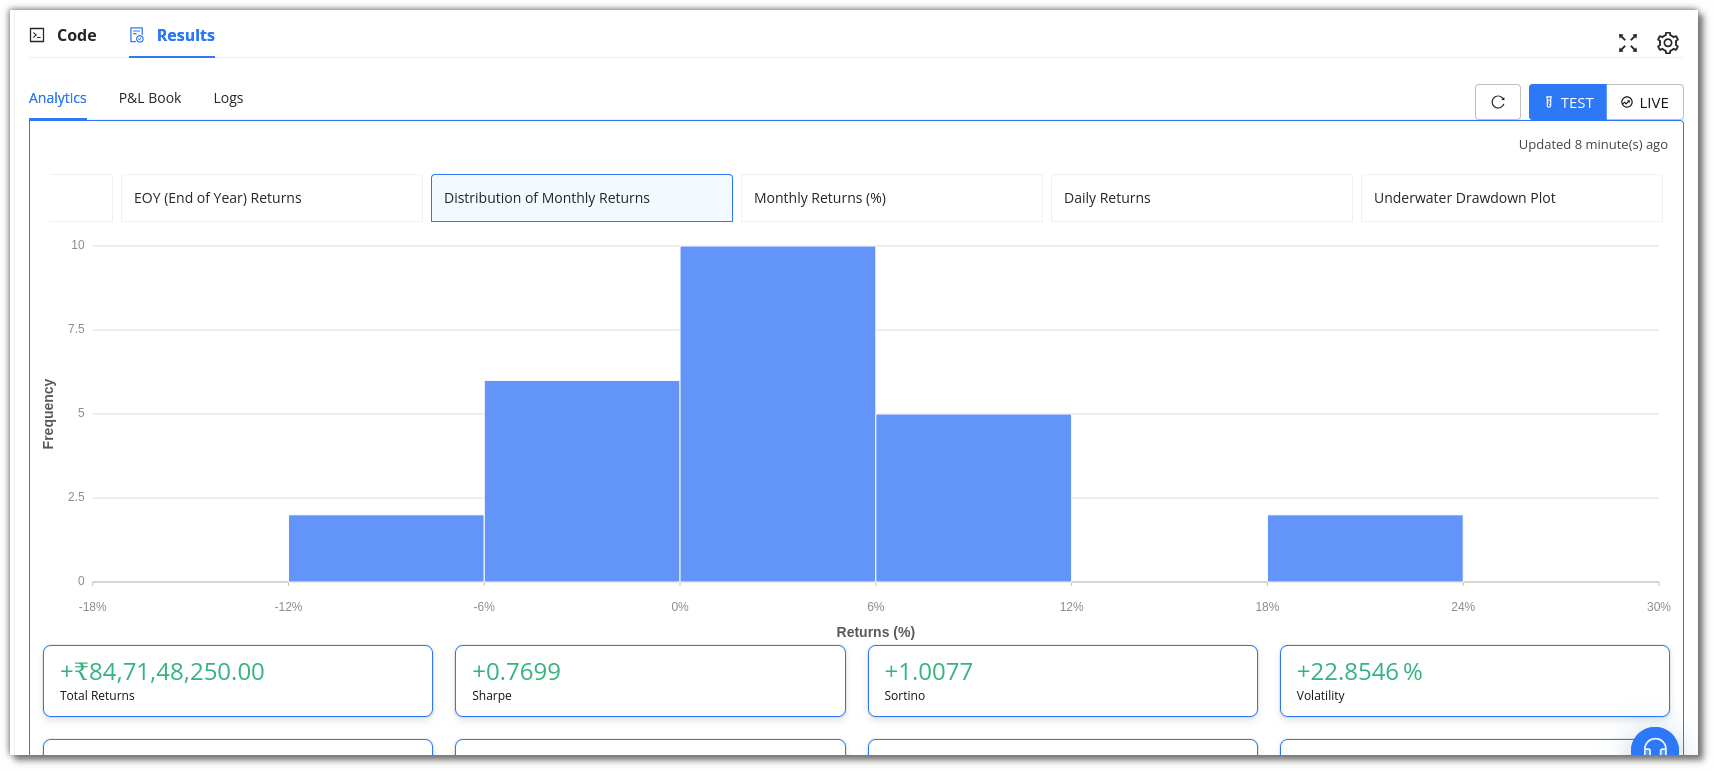 Code Results
Analytics P&L Book Logs
TEST LIVE
Updated 8 minute(s) ago
EOY (End of Year) Returns Distribution of Monthly Returns Monthly Returns (%) Daily Returns Underwater Drawdown Plot
10
7.5
5
2.5
0
Frequency
-18% -12% -6% 0% 6% 12% 18% 24% 30%
Returns (%)
+₹84,71,48,250.00 +0.7699 +1.0077 +22.8546 %
Total Returns Sharpe Sortino Volatility